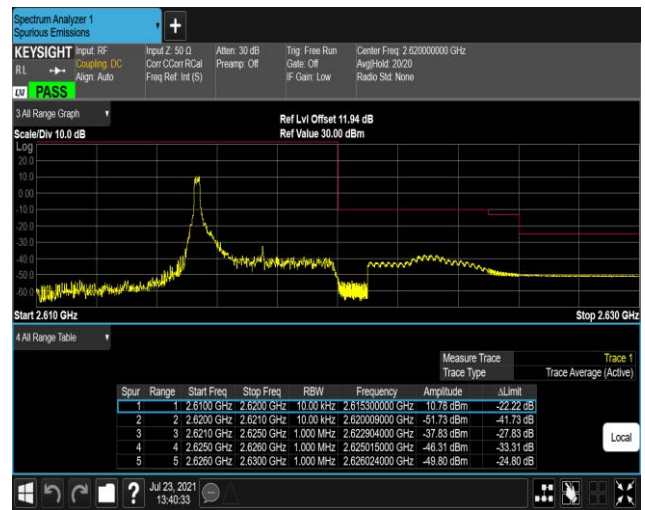 Spectrum Analyzer 1
Spurious Emissions
+
KEYSIGHT Input: RF Input Z: 50 Ω Atten: 30 dB Trig: Free Run Center Freq: 2.620000000 GHz
RL Coupling: DC Corr CCorr RCal Preamp: Off Gate: Off Avg|Hold: 20/20
Align: Auto Freq Ref: Int (S) IF Gain: Low Radio Std: None
LXI PASS
3 All Range Graph
Ref Lvl Offset 11.94 dB
Scale/Div 10.0 dB Ref Value 30.00 dBm
Log
20.0
10.0
0.00
-10.0
-20.0
-30.0
-40.0
-50.0
-60.0
Start 2.610 GHz Stop 2.630 GHz
4 All Range Table
Measure Trace Trace 1
Trace Type Trace Average (Active)
Spur Range Start Freq Stop Freq RBW Frequency Amplitude ΔLimit
1 1 2.6100 GHz 2.6200 GHz 10.00 kHz 2.615300000 GHz 10.78 dBm -22.22 dB
2 2 2.6200 GHz 2.6210 GHz 10.00 kHz 2.620009000 GHz -51.73 dBm -41.73 dB
3 3 2.6210 GHz 2.6250 GHz 1.000 MHz 2.622904000 GHz -37.83 dBm -27.83 dB
4 4 2.6250 GHz 2.6260 GHz 1.000 MHz 2.625015000 GHz -46.31 dBm -33.31 dB
5 5 2.6260 GHz 2.6300 GHz 1.000 MHz 2.626024000 GHz -49.80 dBm -24.80 dB
Local
? Jul 23, 2021
13:40:33